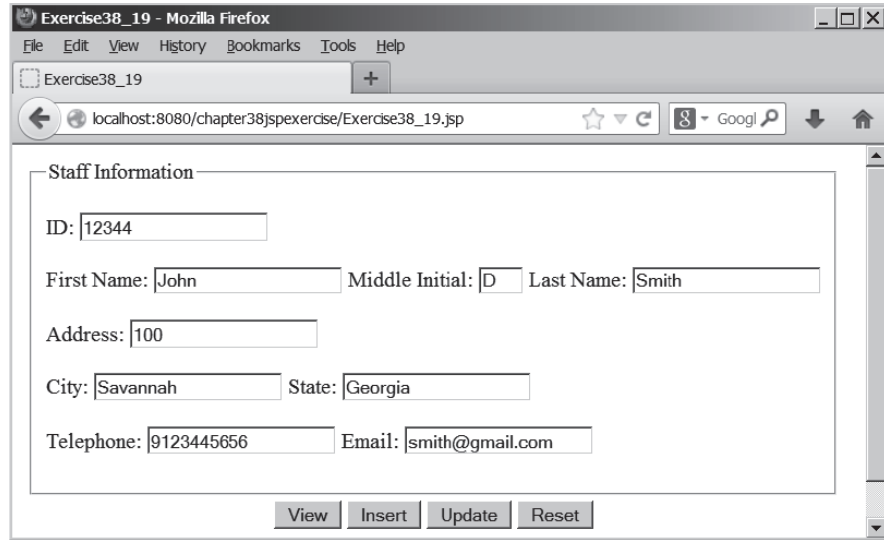 Exercise38_19 - Mozilla Firefox
File Edit View History Bookmarks Tools Help
Exercise38_19 +
localhost:8080/chapter38jspexercise/Exercise38_19.jsp 8 Googl
Staff Information
ID: 12344
First Name: John Middle Initial: D Last Name: Smith
Address: 100
City: Savannah State: Georgia
Telephone: 9123445656 Email: smith@gmail.com
View Insert Update Reset